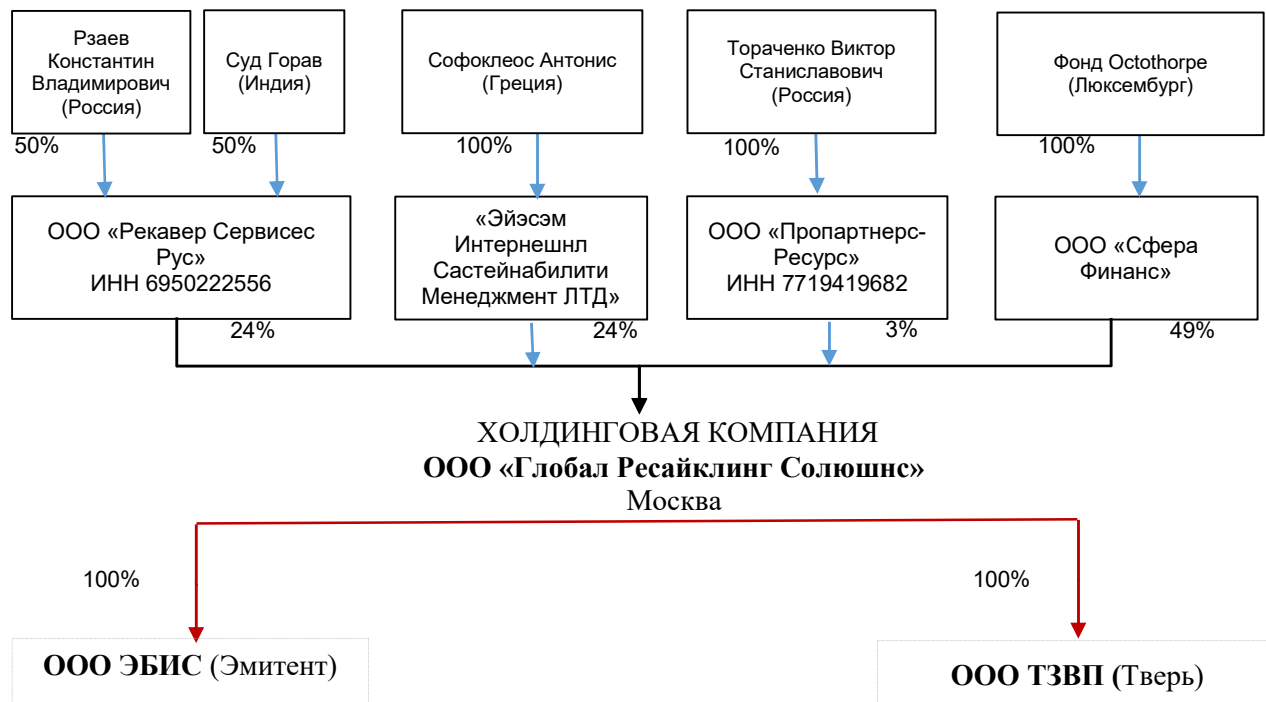 Рзаев
Константин
Владимирович
(Россия)
Суд Горав
(Индия)
Софоклеос Антонис
(Греция)
Тораченко Виктор
Станиславович
(Россия)
Фонд Octothorpe
(Люксембург)
50%
50%
100%
100%
100%
ООО «Рекавер Сервисес
Рус»
ИНН 6950222556
«Эйэсэм
Интернешнл
Састейнабилити
Менеджмент ЛТД»
ООО «Пропартнерс-
Ресурс»
ИНН 7719419682
ООО «Сфера
Финанс»
24%
24%
3%
49%
ХОЛДИНГОВАЯ КОМПАНИЯ
ООО «Глобал Ресайклинг Солюшнс»
Москва
100%
100%
ООО ЭБИС (Эмитент)
ООО ТЗВП (Тверь)